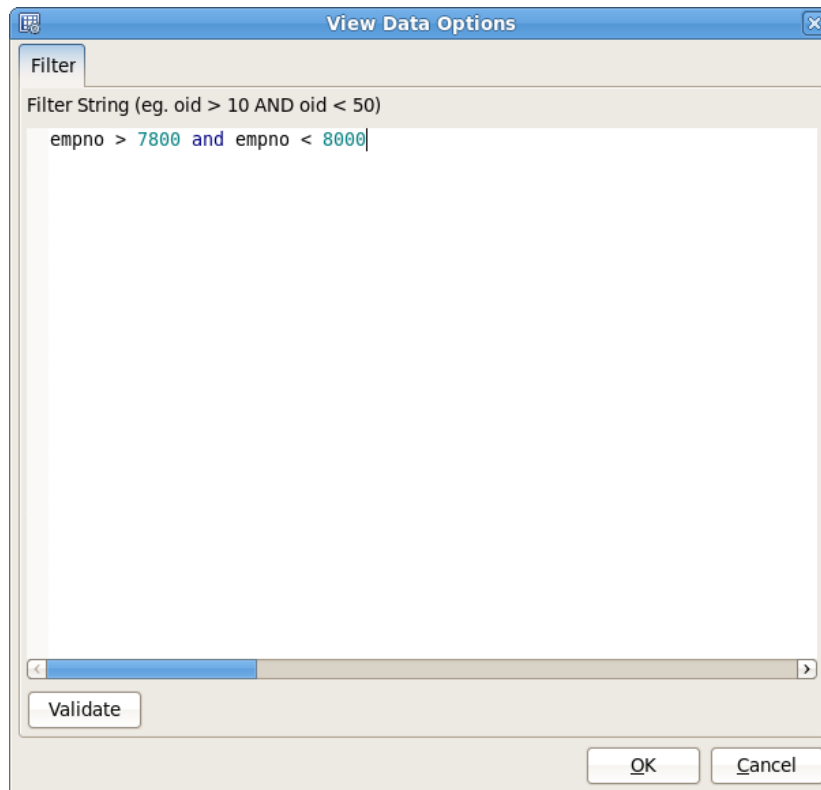 View Data Options
Filter
Filter String (eg. oid > 10 AND oid < 50)
empno > 7800 and empno < 8000
Validate
OK
Cancel